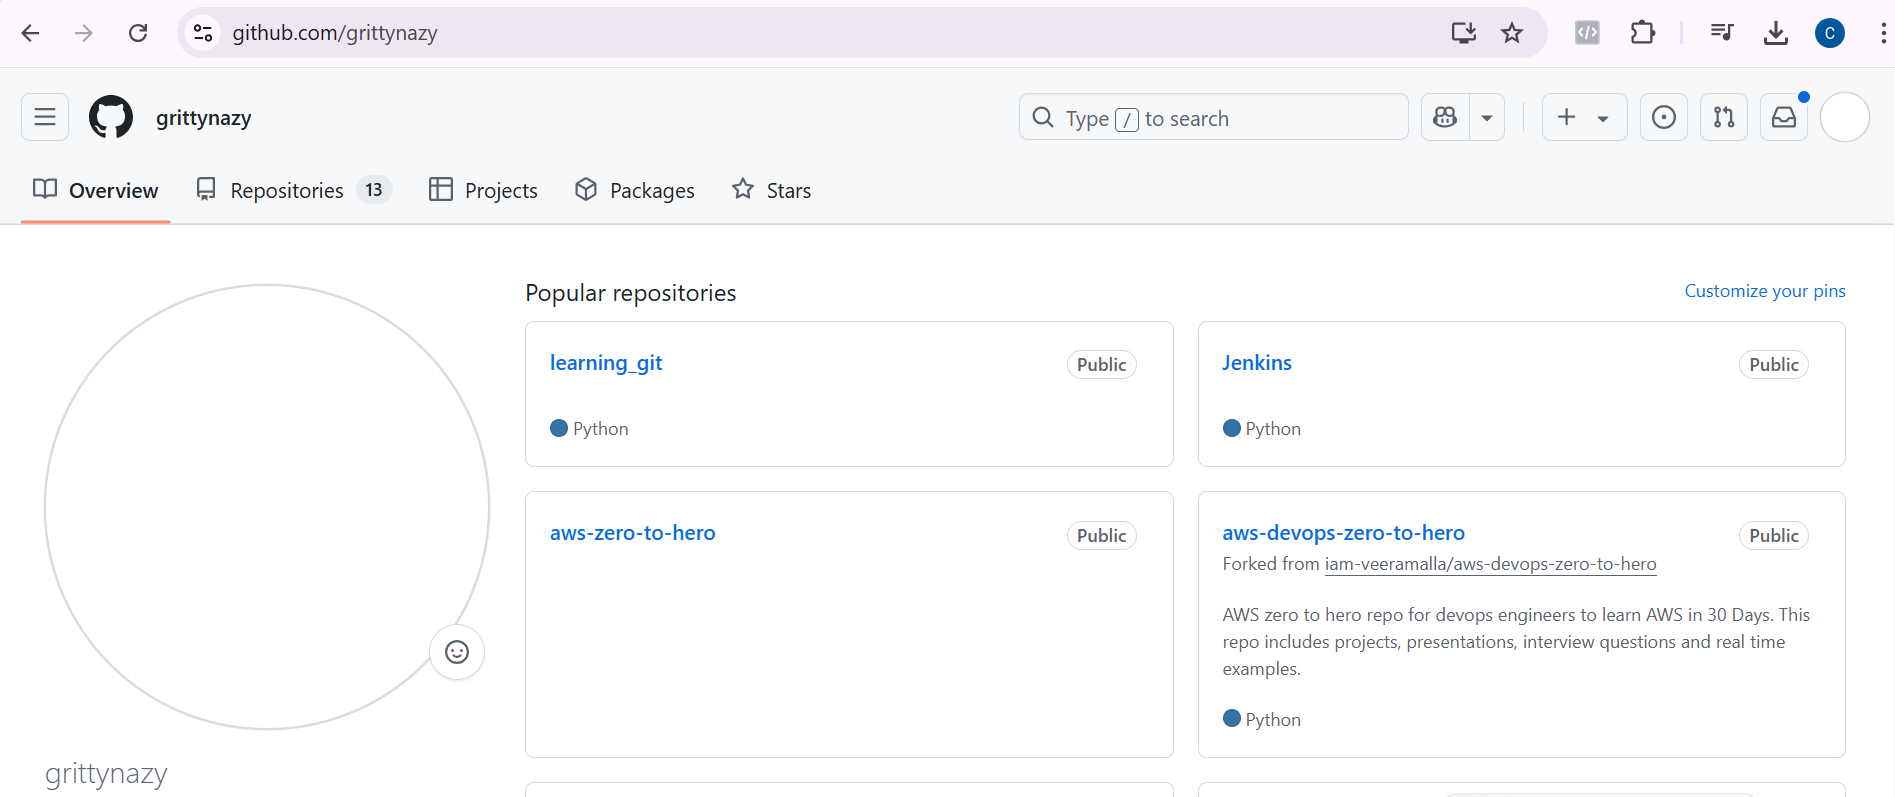 github.com/grittynazy
C
grittynazy
Type / to search
Overview
Repositories 13
Projects
Packages
Stars
Popular repositories
Customize your pins
learning_git
Public
Python
Jenkins
Public
Python
aws-zero-to-hero
Public
aws-devops-zero-to-hero
Public
Forked from iam-veeramalla/aws-devops-zero-to-hero
AWS zero to hero repo for devops engineers to learn AWS in 30 Days. This
repo includes projects, presentations, interview questions and real time
examples.
Python
grittynazy